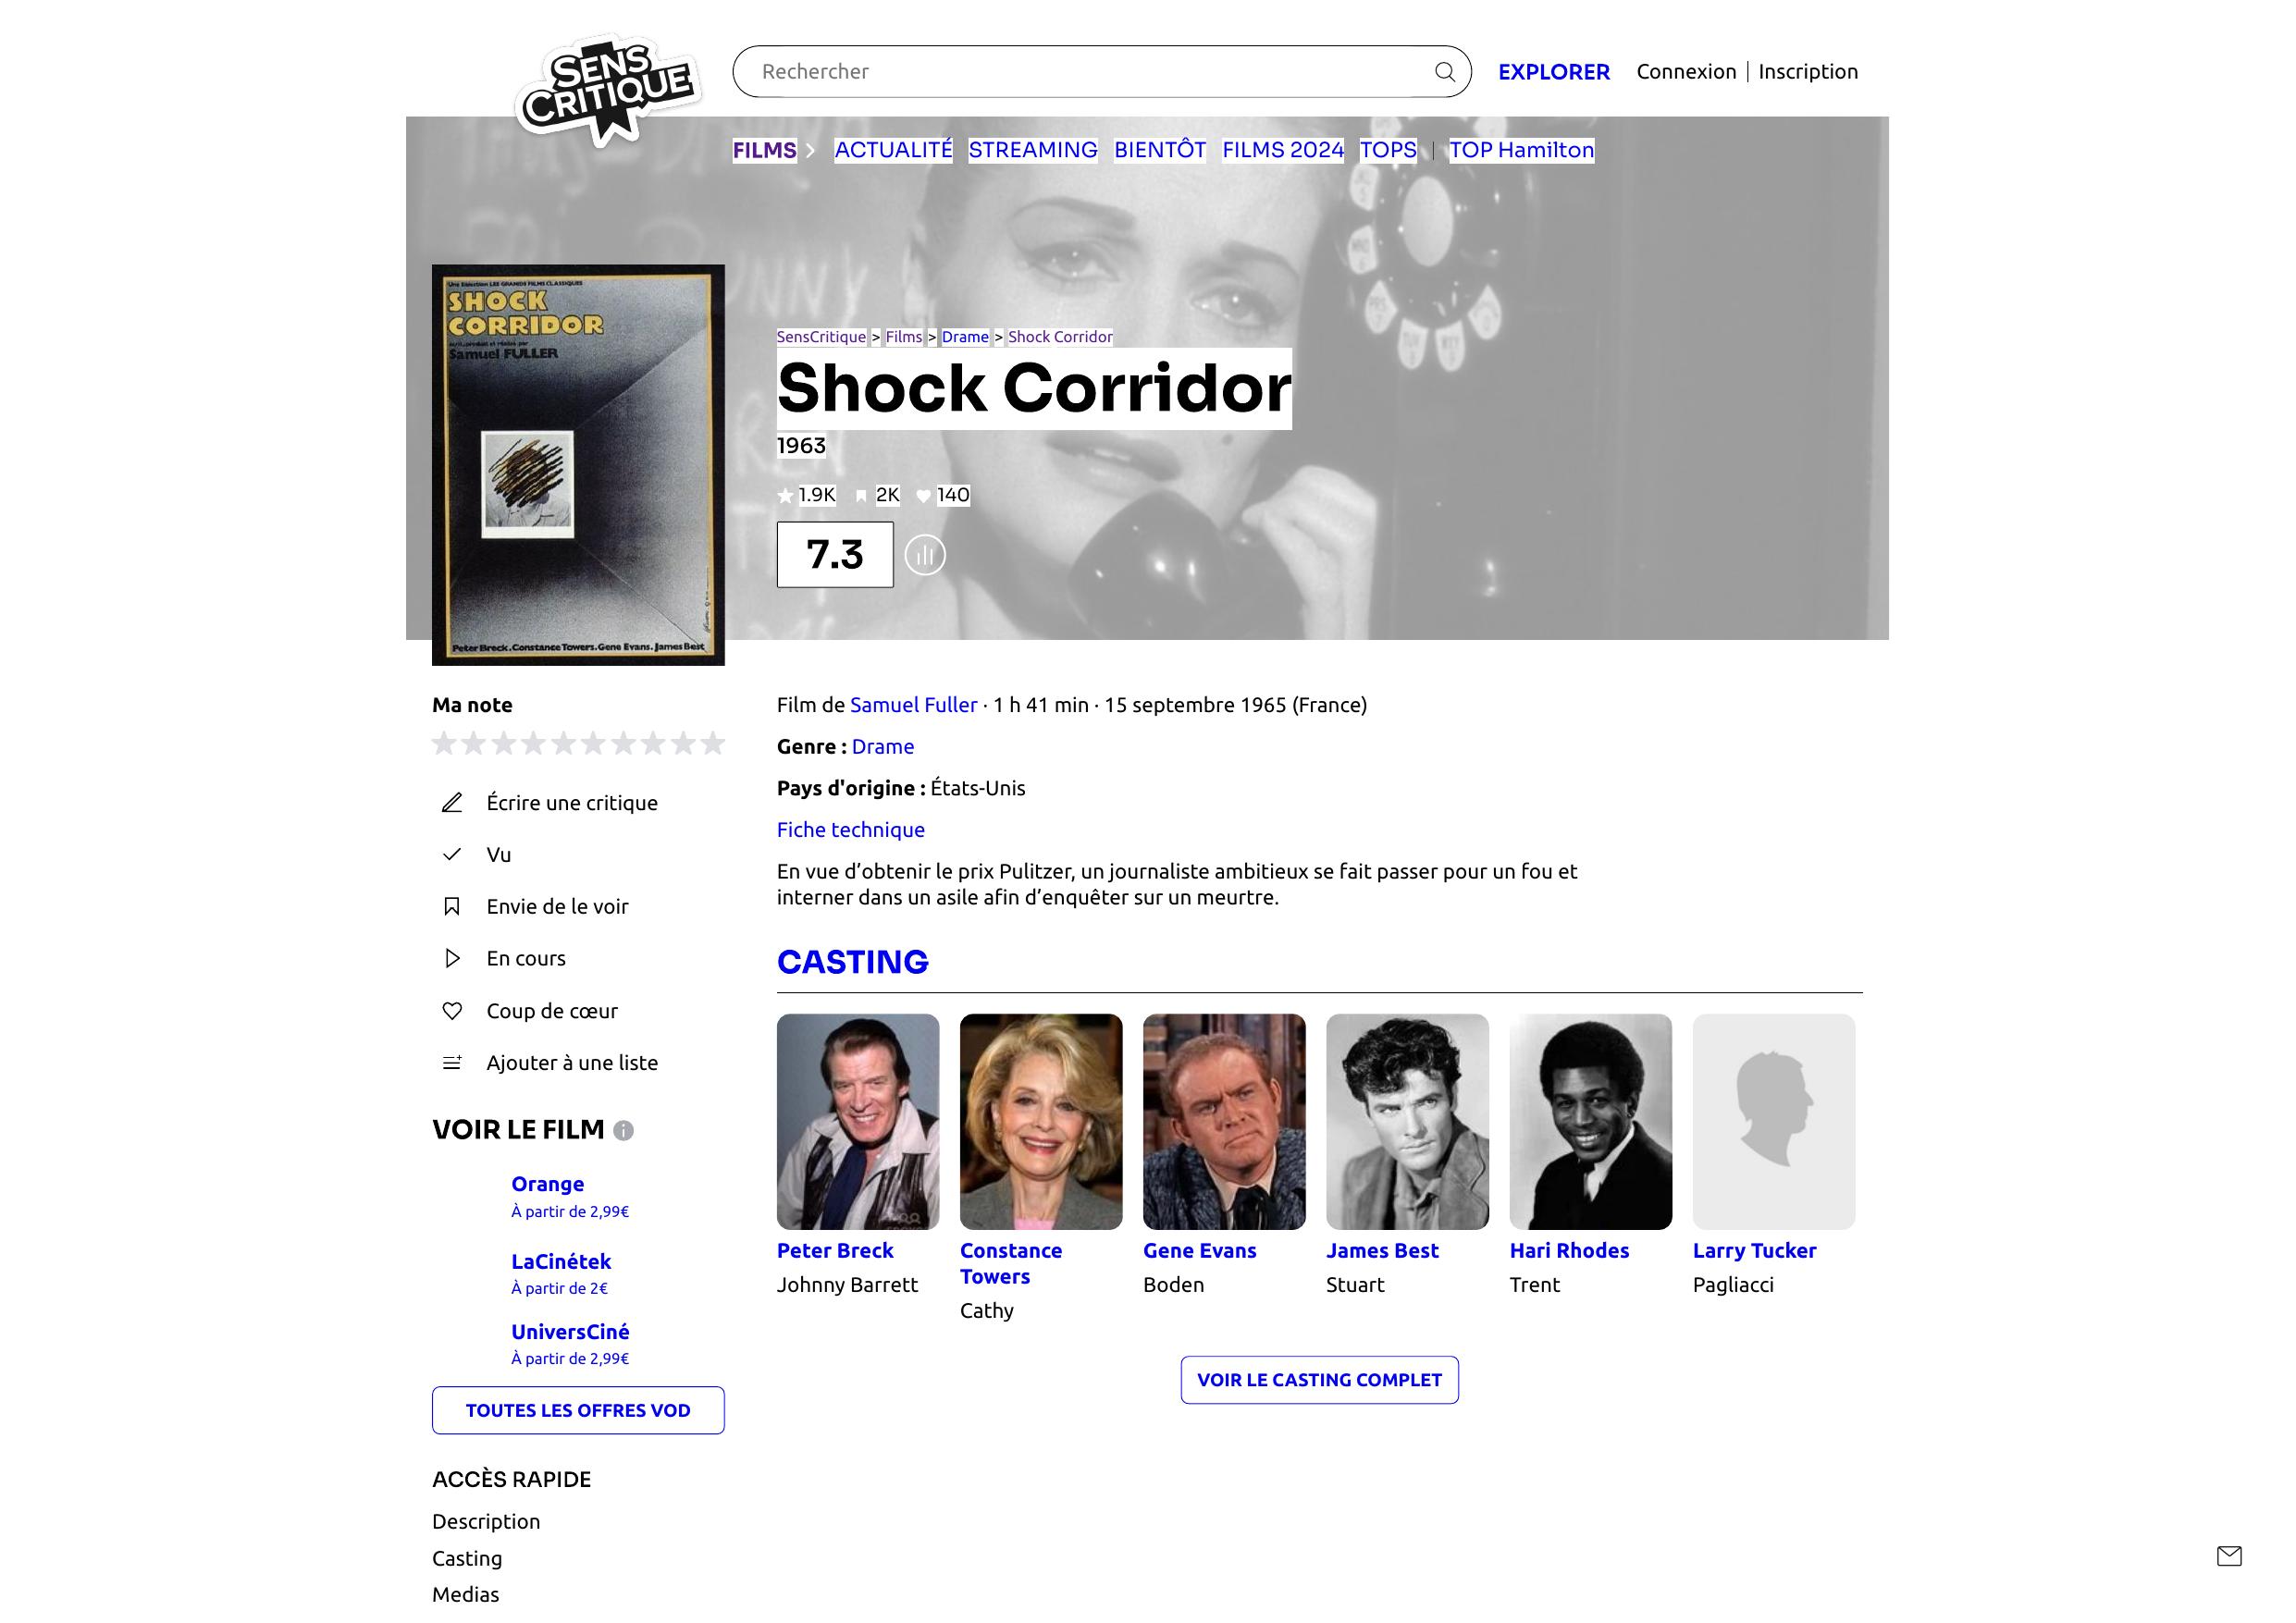 SENS
CRITIQUE
Rechercher
EXPLORER
Connexion
Inscription
FILMS
ACTUALITÉ
STREAMING
BIENTÔT
FILMS 2024
TOPS
TOP Hamilton
Une Sélection LES GRANDS FILMS CLASSIQUES
SHOCK
CORRIDOR
Samuel FULLER
Peter Breck. Constance Towers. Gene Evans. James Best
SensCritique > Films > Drame > Shock Corridor
Shock Corridor
1963
1.9K 2K 140
7.3
Ma note
Écrire une critique
Vu
Envie de le voir
En cours
Coup de cœur
Ajouter à une liste
VOIR LE FILM
Orange
À partir de 2,99€
LaCinétek
À partir de 2€
UniversCiné
À partir de 2,99€
TOUTES LES OFFRES VOD
ACCÈS RAPIDE
Description
Casting
Medias
Film de Samuel Fuller · 1 h 41 min · 15 septembre 1965 (France)
Genre : Drame
Pays d'origine : États-Unis
Fiche technique
En vue d’obtenir le prix Pulitzer, un journaliste ambitieux se fait passer pour un fou et
interner dans un asile afin d’enquêter sur un meurtre.
CASTING
Peter Breck
Johnny Barrett
Constance
Towers
Cathy
Gene Evans
Boden
James Best
Stuart
Hari Rhodes
Trent
Larry Tucker
Pagliacci
VOIR LE CASTING COMPLET